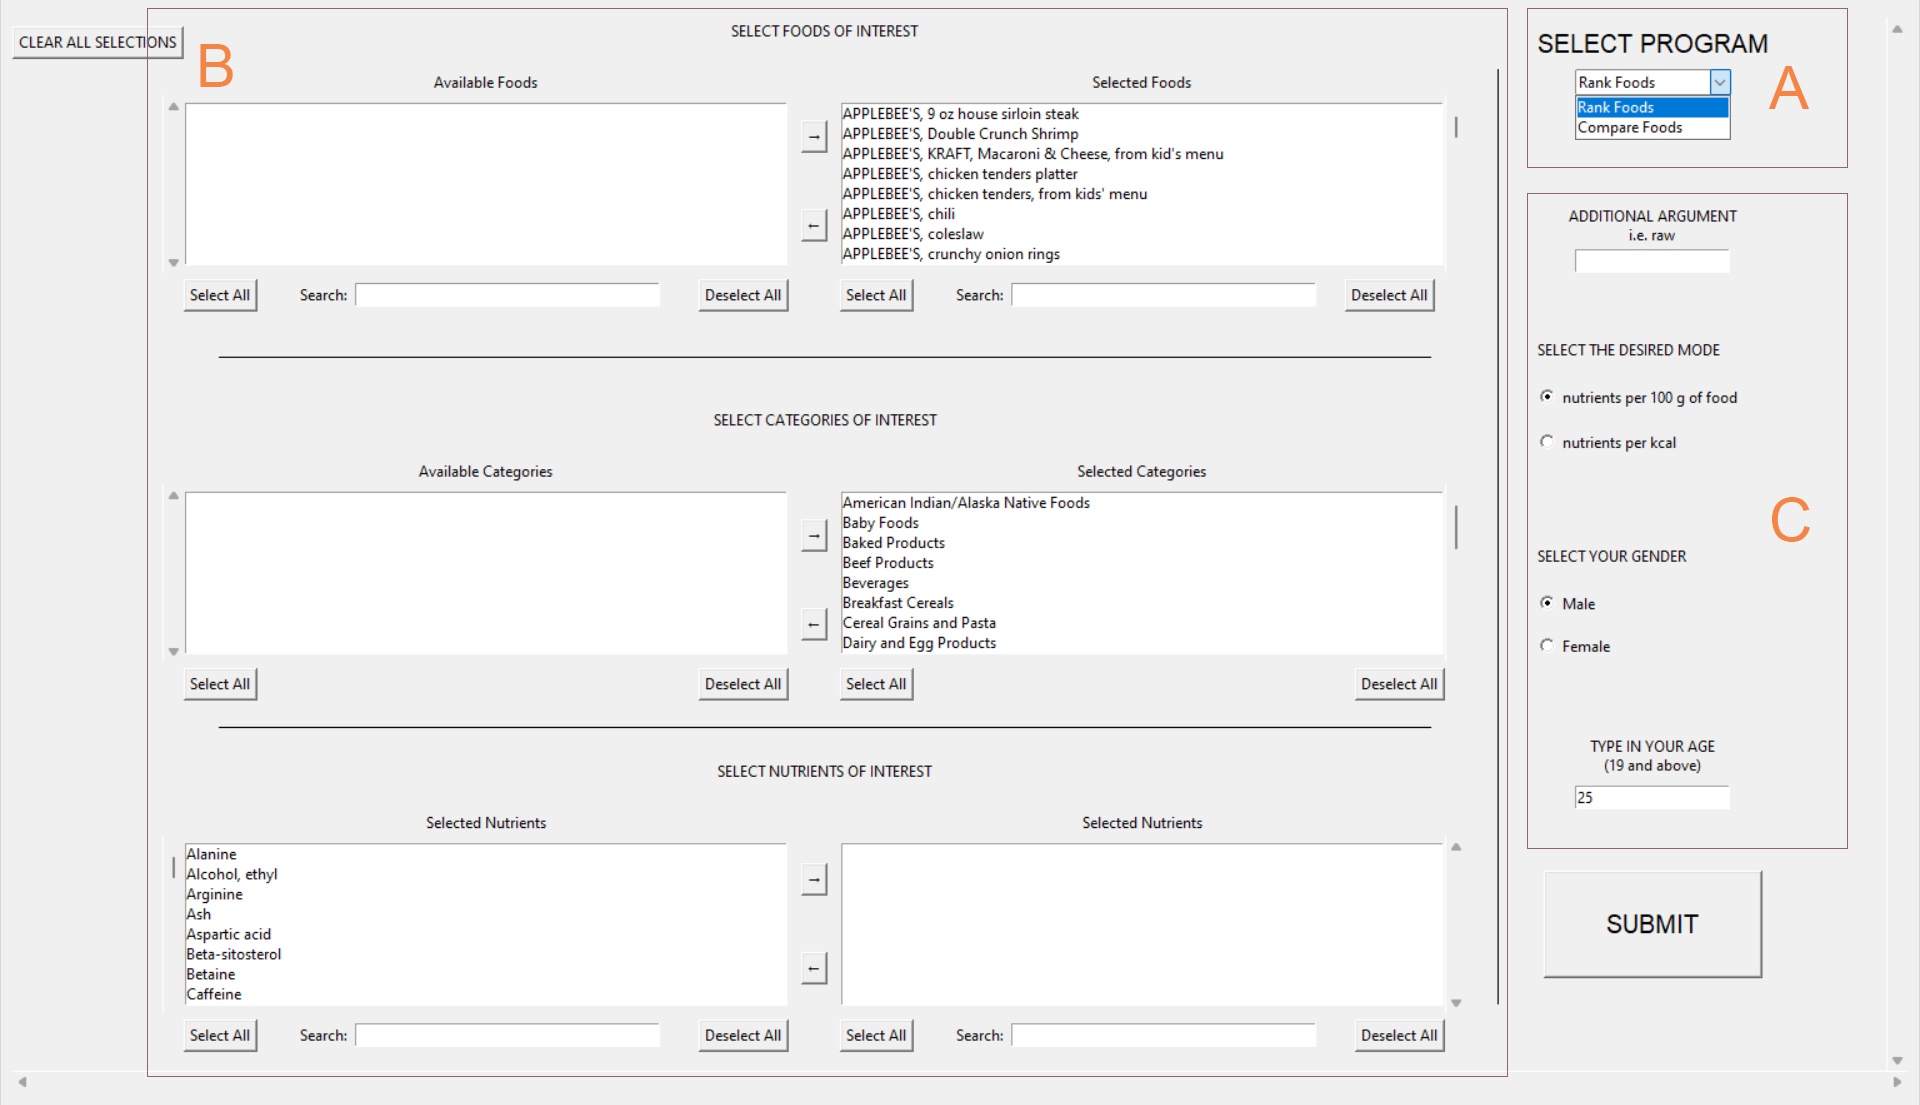 CLEAR ALL SELECTIONS
B
SELECT FOODS OF INTEREST
Available Foods
Selected Foods
APPLEBEE'S, 9 oz house sirloin steak
APPLEBEE'S, Double Crunch Shrimp
APPLEBEE'S, KRAFT, Macaroni & Cheese, from kid's menu
APPLEBEE'S, chicken tenders platter
APPLEBEE'S, chicken tenders, from kids' menu
APPLEBEE'S, chili
APPLEBEE'S, coleslaw
APPLEBEE'S, crunchy onion rings
→
←
Select All
Search:
Deselect All
Select All
Search:
Deselect All
SELECT CATEGORIES OF INTEREST
Available Categories
Selected Categories
American Indian/Alaska Native Foods
Baby Foods
Baked Products
Beef Products
Beverages
Breakfast Cereals
Cereal Grains and Pasta
Dairy and Egg Products
→
←
Select All
Deselect All
Select All
Deselect All
SELECT NUTRIENTS OF INTEREST
Selected Nutrients
Selected Nutrients
Alanine
Alcohol, ethyl
Arginine
Ash
Aspartic acid
Beta-sitosterol
Betaine
Caffeine
→
←
Select All
Search:
Deselect All
Select All
Search:
Deselect All
SELECT PROGRAM
A
Rank Foods
Rank Foods
Compare Foods
ADDITIONAL ARGUMENT
i.e. raw
SELECT THE DESIRED MODE
nutrients per 100 g of food
nutrients per kcal
C
SELECT YOUR GENDER
Male
Female
TYPE IN YOUR AGE
(19 and above)
25
SUBMIT